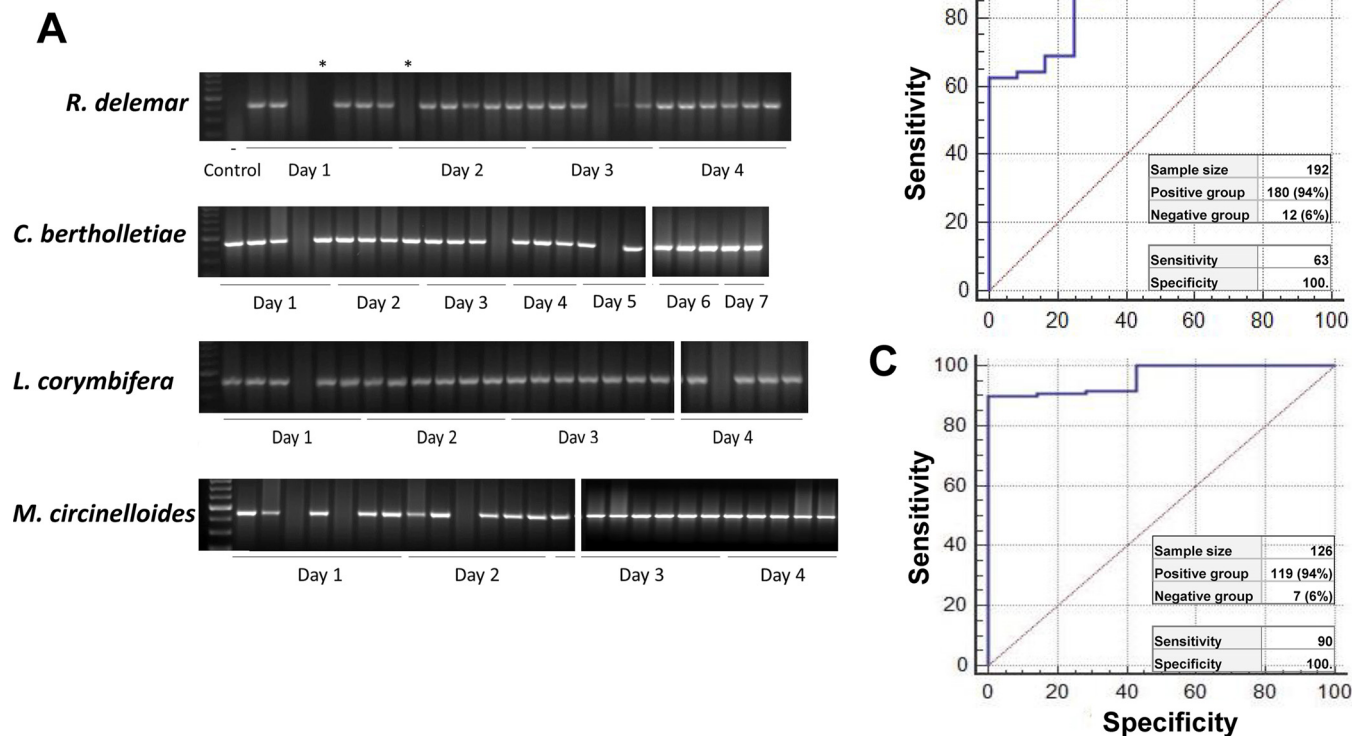 A
* *
R. delemar
-
Control Day 1 Day 2 Day 3 Day 4
C. bertholletiae
Day 1 Day 2 Day 3 Day 4 Day 5 Day 6 Day 7
L. corymbifera
Day 1 Day 2 Dav 3 Day 4
M. circinelloides
Day 1 Day 2 Day 3 Day 4
Sensitivity
80
60
40
20
0
0 20 40 60 80 100
Sample size 192
Positive group 180 (94%)
Negative group 12 (6%)
Sensitivity 63
Specificity 100.
C
Sensitivity
100
80
60
40
20
0
0 20 40 60 80 100
Sample size 126
Positive group 119 (94%)
Negative group 7 (6%)
Sensitivity 90
Specificity 100.
Specificity